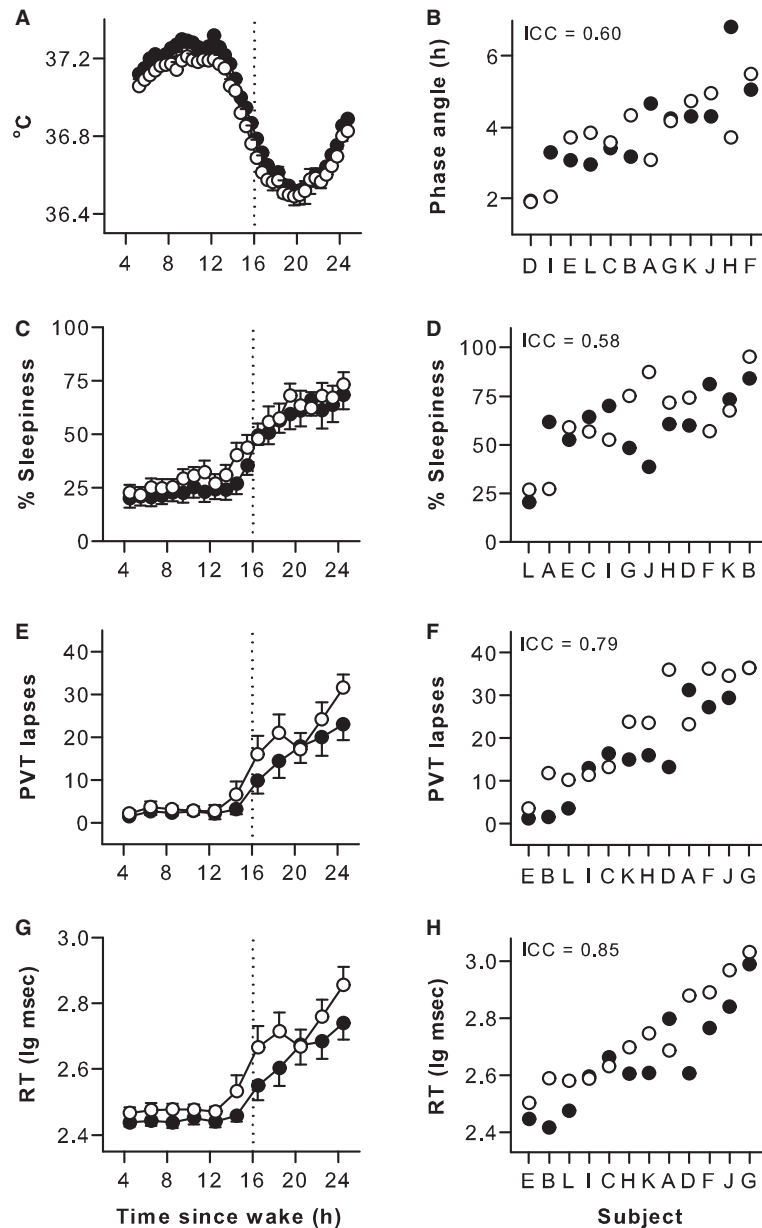 A
37.2
36.8
36.4
°C
4 8 12 16 20 24
B
ICC = 0.60
6
4
2
Phase angle (h)
D I E L C B A G K J H F
C
100
75
50
25
0
% Sleepiness
4 8 12 16 20 24
D
ICC = 0.58
100
75
50
25
0
% Sleepiness
L A E C I G J H D F K B
E
40
30
20
10
0
PVT lapses
4 8 12 16 20 24
F
ICC = 0.79
40
30
20
10
0
PVT lapses
E B L I C K H D A F J G
G
3.0
2.8
2.6
2.4
RT (lg msec)
4 8 12 16 20 24
Time since wake (h)
H
ICC = 0.85
3.0
2.8
2.6
2.4
RT (lg msec)
E B L I C H K A D F J G
Subject